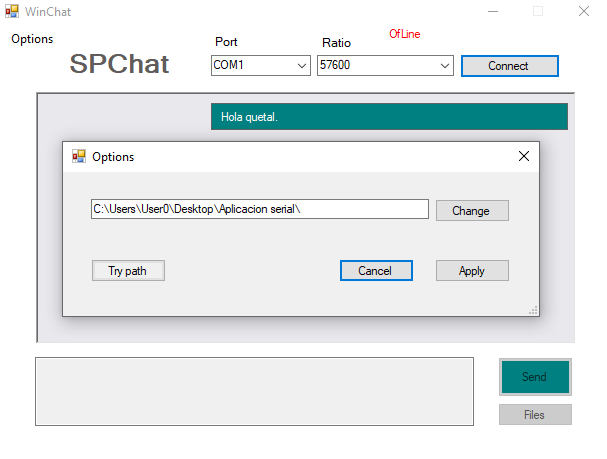 WinChat
Options
SPChat
Port
Ratio
OfLine
COM1
57600
Connect
Hola quetal.
Options
C:\Users\User0\Desktop\Aplicacion serial\
Change
Try path
Cancel
Apply
Send
Files